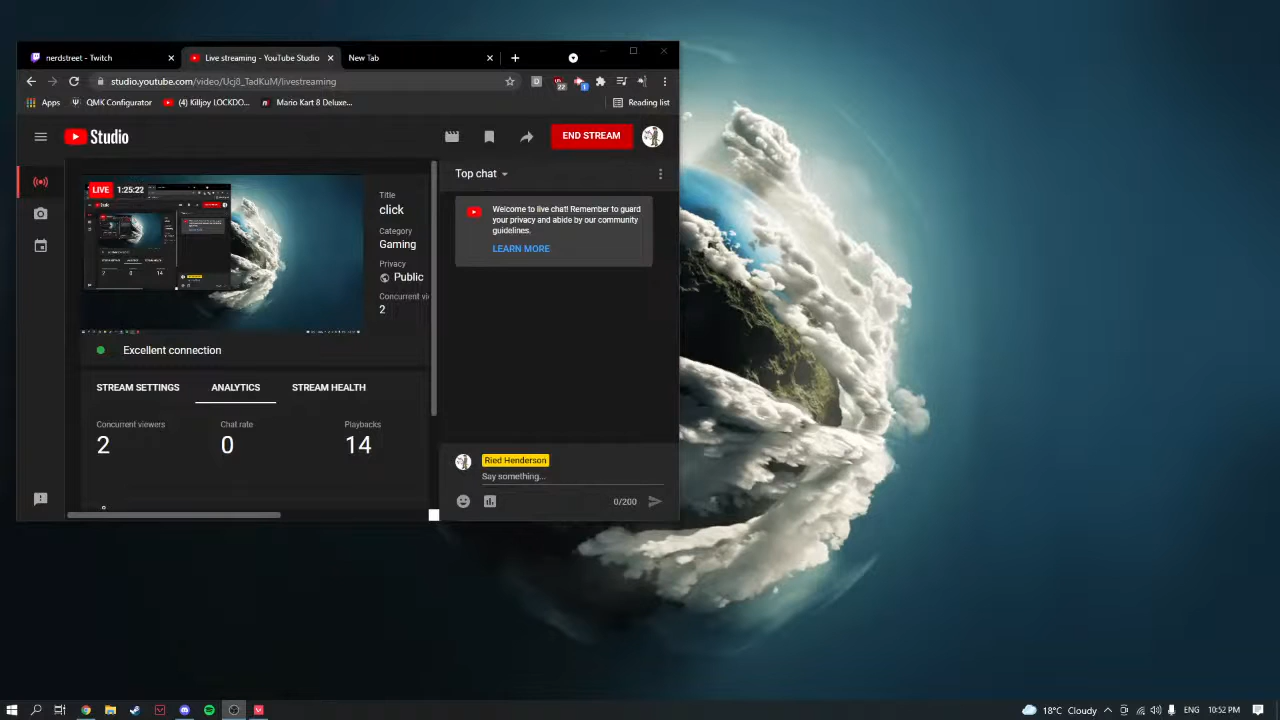 nerdstreet - Twitch
Live streaming - YouTube Studio
New Tab
studio.youtube.com/video/Ucj8_TadKuM/livestreaming
22
1
Apps
QMK Configurator
(4) Killjoy LOCKDO...
Mario Kart 8 Deluxe...
Reading list
Studio
END STREAM
LIVE
1:25:22
Title
click
Category
Gaming
Privacy
Public
Concurrent vi
2
Excellent connection
STREAM SETTINGS
ANALYTICS
STREAM HEALTH
Concurrent viewers
Chat rate
Playbacks
2
0
14
Top chat
Welcome to live chat! Remember to guard
your privacy and abide by our community
guidelines.
LEARN MORE
Ried Henderson
Say something...
0/200
18°C Cloudy
ENG
10:52 PM